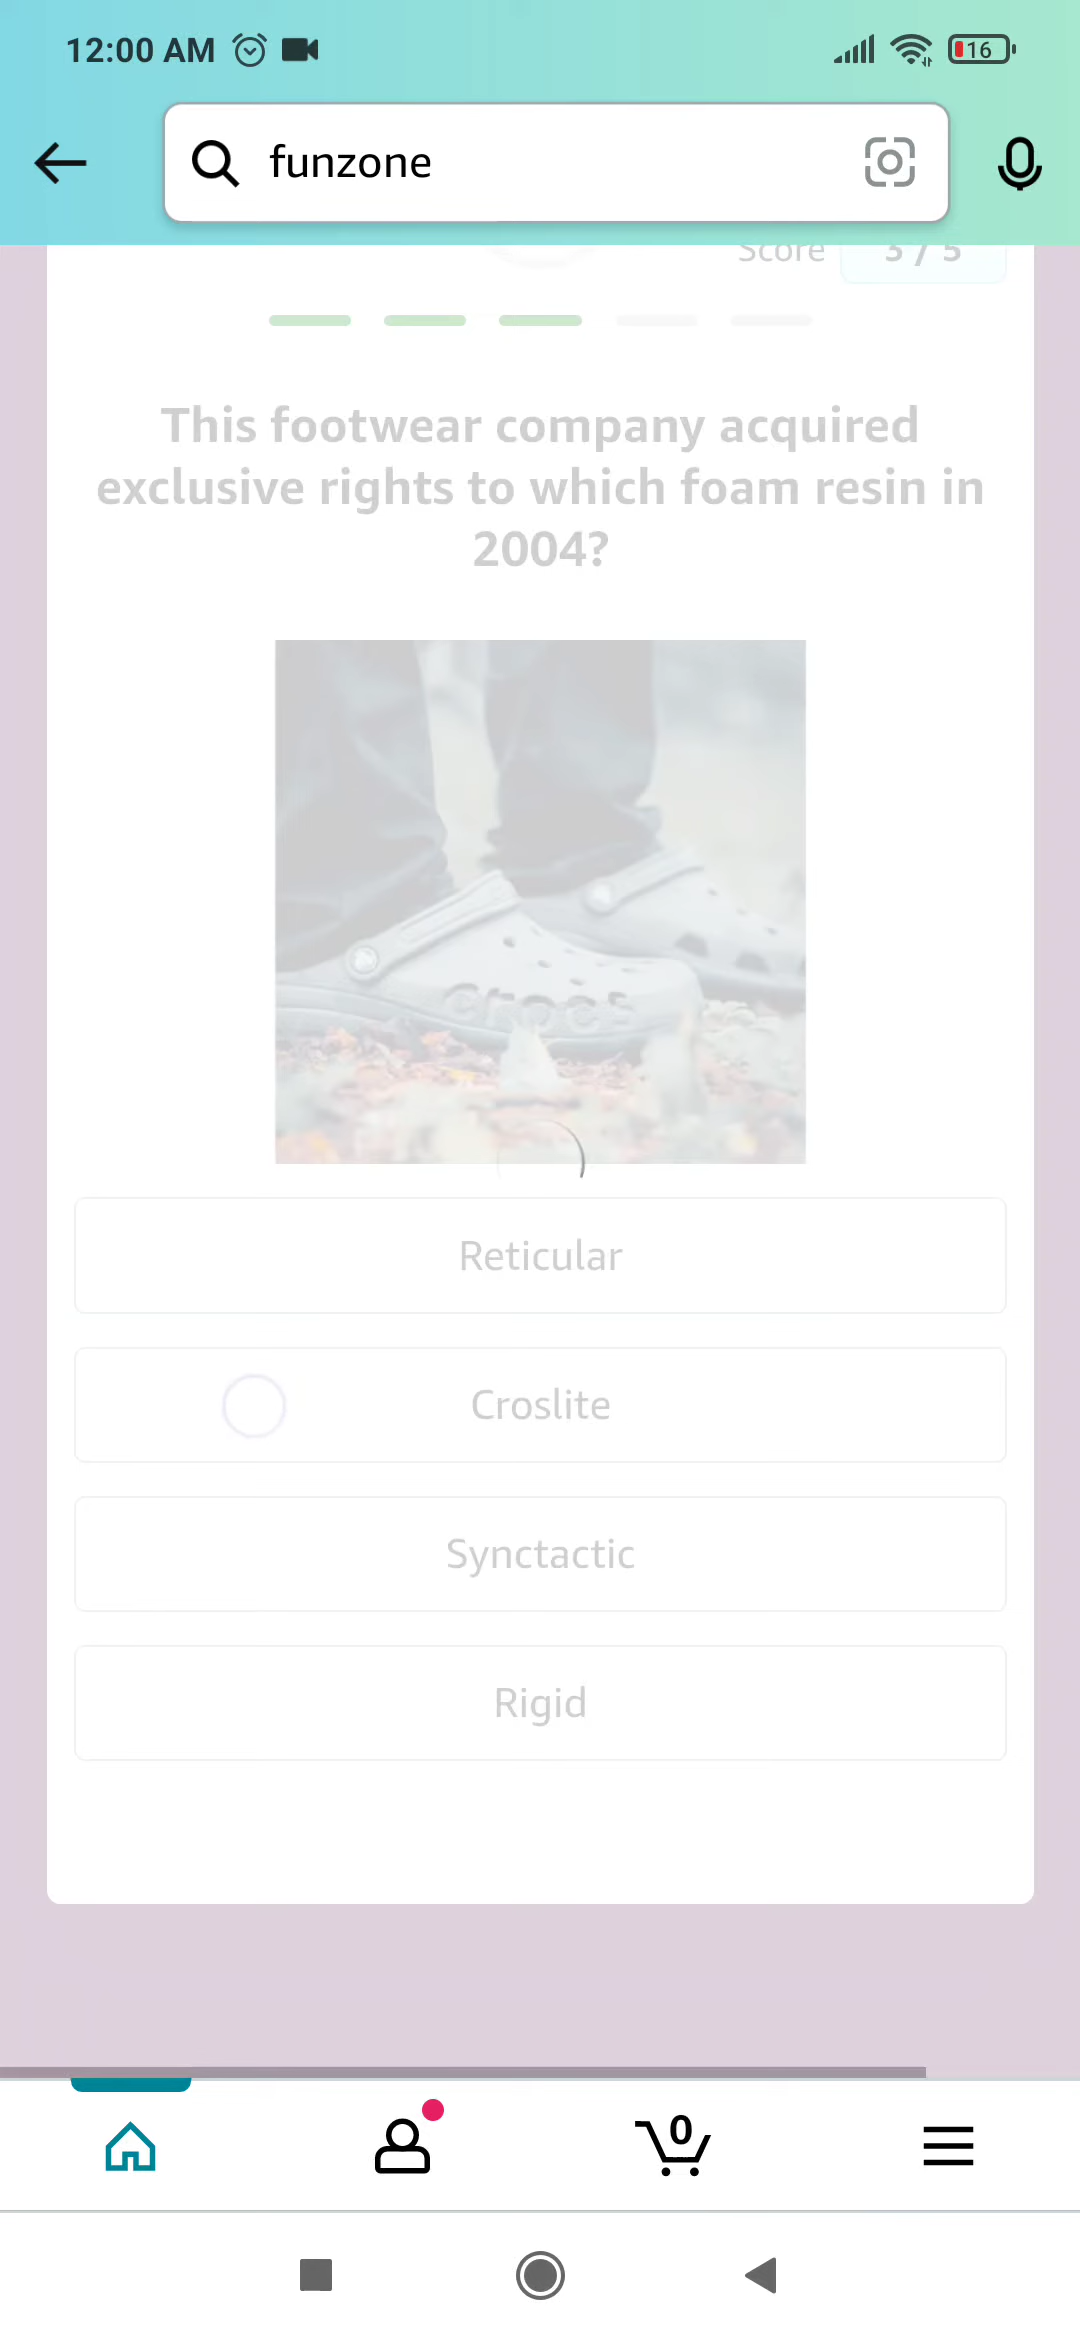 12:00 AM
16
funzone
Score 3 / 5
This footwear company acquired
exclusive rights to which foam resin in
2004?
crocs
Reticular
Croslite
Synctactic
Rigid
0